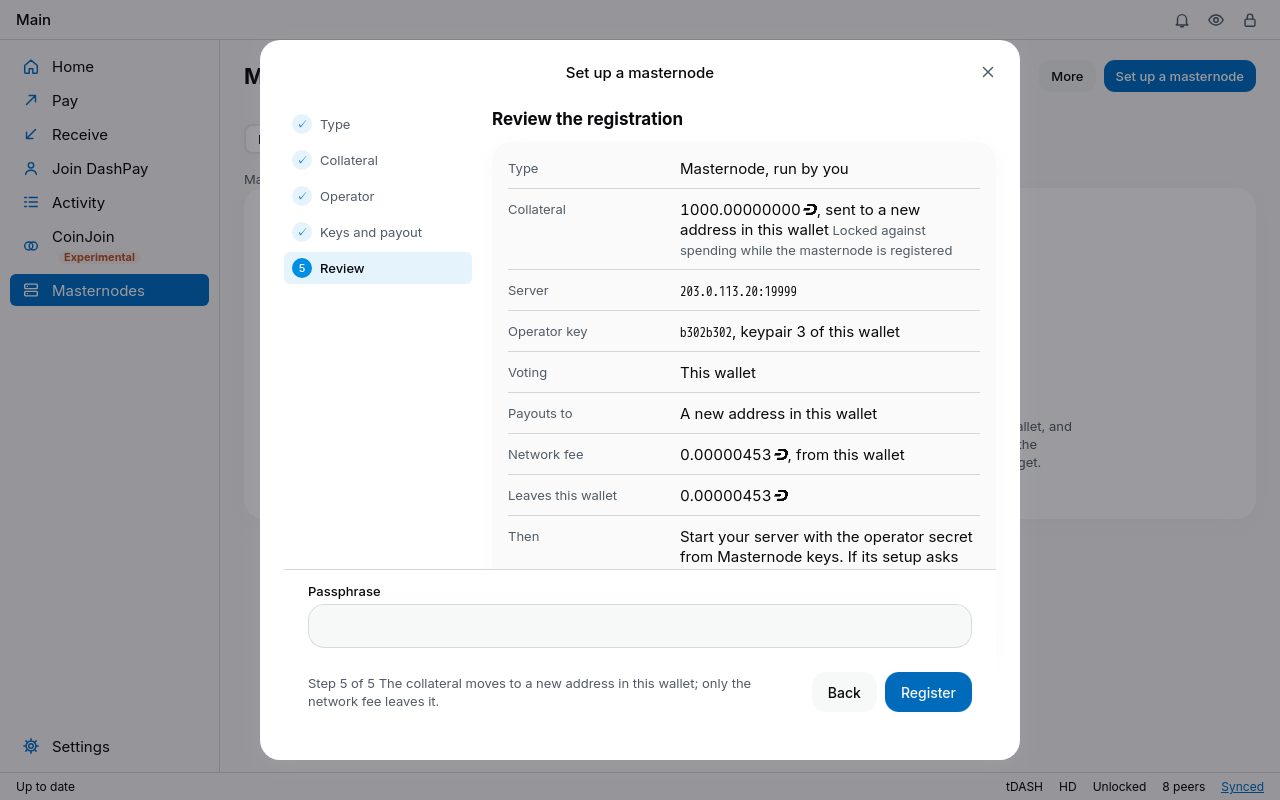 Main
Home
Pay
Receive
Join DashPay
Activity
CoinJoin
Experimental
Masternodes
Settings
More
Set up a masternode
allet, and
the
get.
Set up a masternode
✓ Type
✓ Collateral
✓ Operator
✓ Keys and payout
5 Review
Review the registration
Type Masternode, run by you
Collateral 1000.00000000, sent to a new
address in this wallet Locked against
spending while the masternode is registered
Server 203.0.113.20:19999
Operator key b302b302, keypair 3 of this wallet
Voting This wallet
Payouts to A new address in this wallet
Network fee 0.00000453, from this wallet
Leaves this wallet 0.00000453
Then Start your server with the operator secret
from Masternode keys. If its setup asks
Passphrase
Step 5 of 5 The collateral moves to a new address in this wallet; only the
network fee leaves it.
Back
Register
Up to date
tDASH HD Unlocked 8 peers Synced